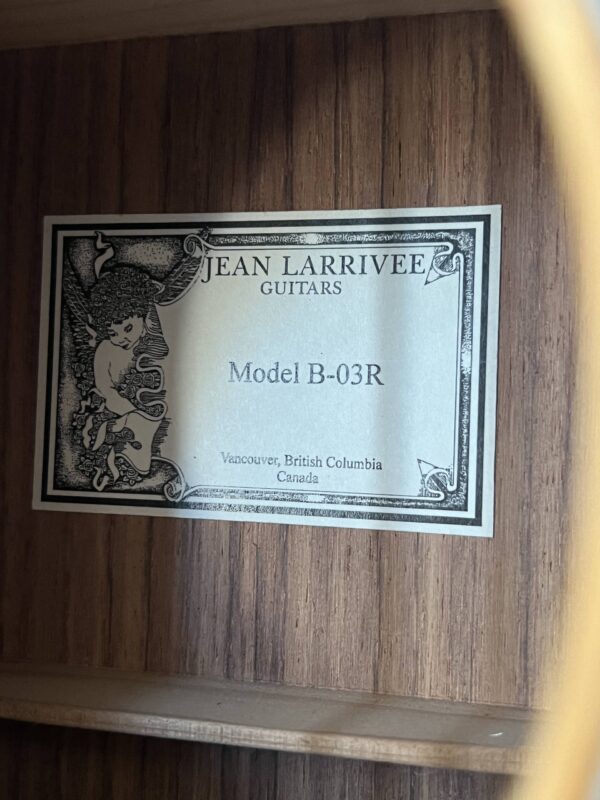 JEAN LARRIVEE
GUITARS
Model B-03R
Vancouver, British Columbia
Canada